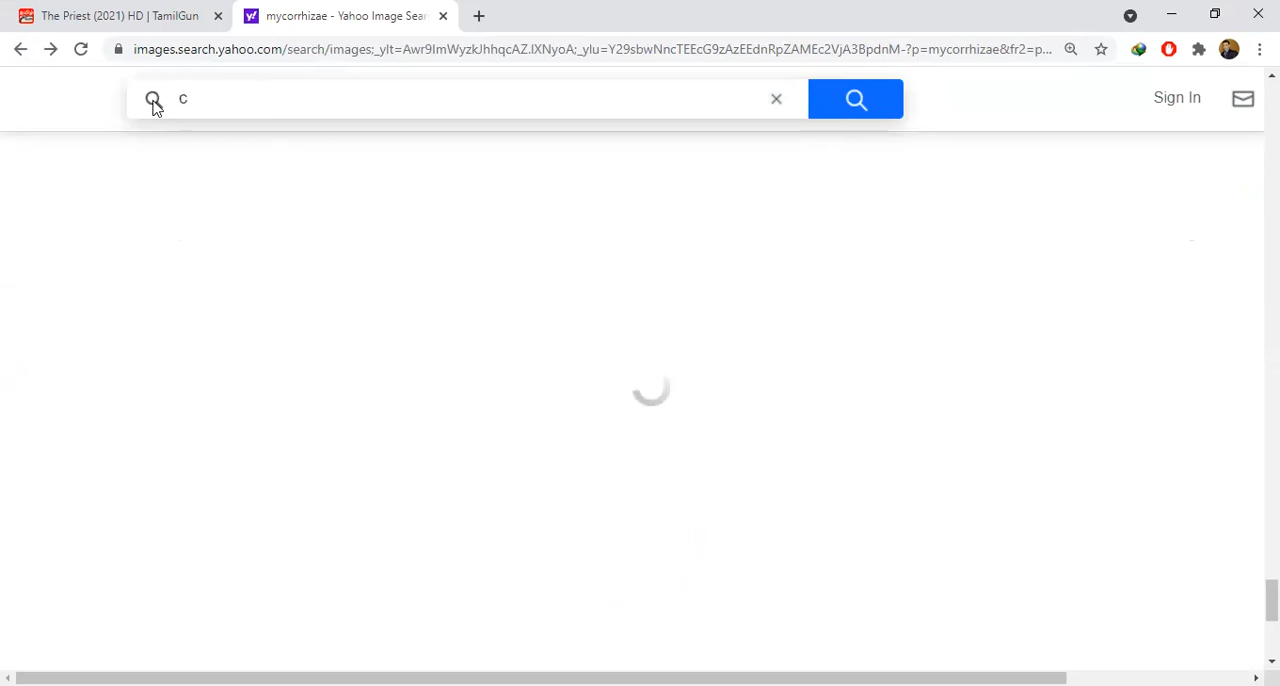 The Priest (2021) HD | TamilGun
mycorrhizae - Yahoo Image Sear
images.search.yahoo.com/search/images;_ylt=Awr9ImWyzkJhhqcAZ.lXNyoA;_ylu=Y29sbwNncTEEcG9zAzEEdnRpZAMEc2VjA3BpdnM-?p=mycorrhizae&fr2=p...
c
Sign In